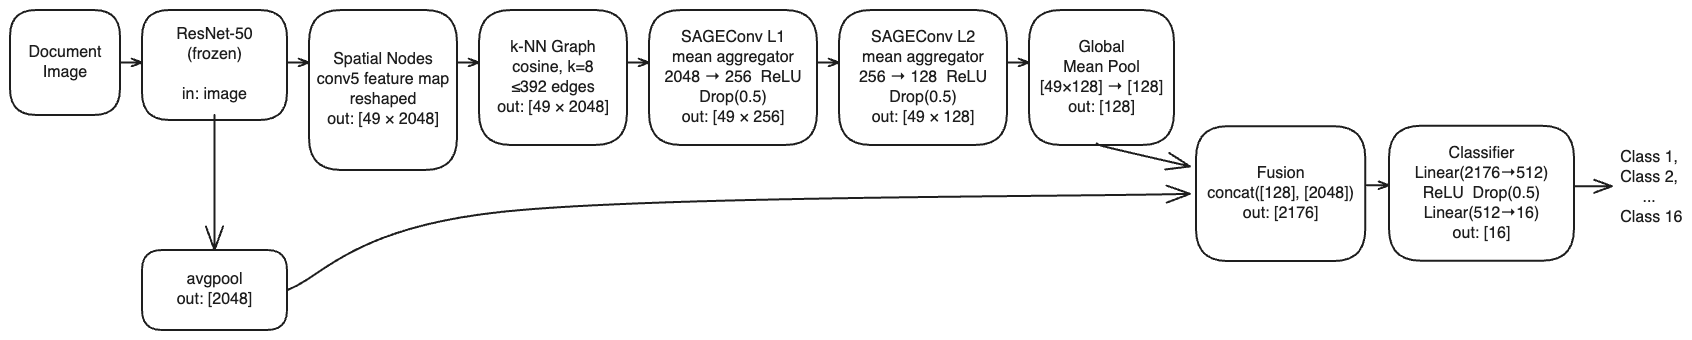 Document
Image
ResNet-50
(frozen)
in: image
Spatial Nodes
conv5 feature map
reshaped
out: [49 × 2048]
k-NN Graph
cosine, k=8
≤392 edges
out: [49 × 2048]
SAGEConv L1
mean aggregator
2048 → 256 ReLU
Drop(0.5)
out: [49 × 256]
SAGEConv L2
mean aggregator
256 → 128 ReLU
Drop(0.5)
out: [49 × 128]
Global
Mean Pool
[49×128] → [128]
out: [128]
avgpool
out: [2048]
Fusion
concat([128], [2048])
out: [2176]
Classifier
Linear(2176→512)
ReLU Drop(0.5)
Linear(512→16)
out: [16]
Class 1,
Class 2,
...
Class 16